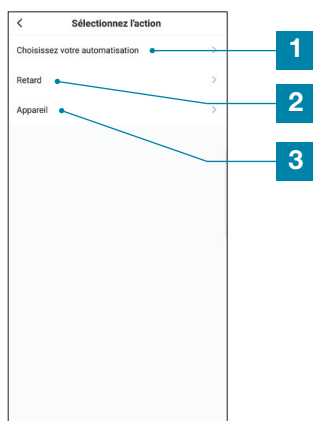 Sélectionnez l'action
Choisissez votre automatisation
1
Retard
2
Appareil
3